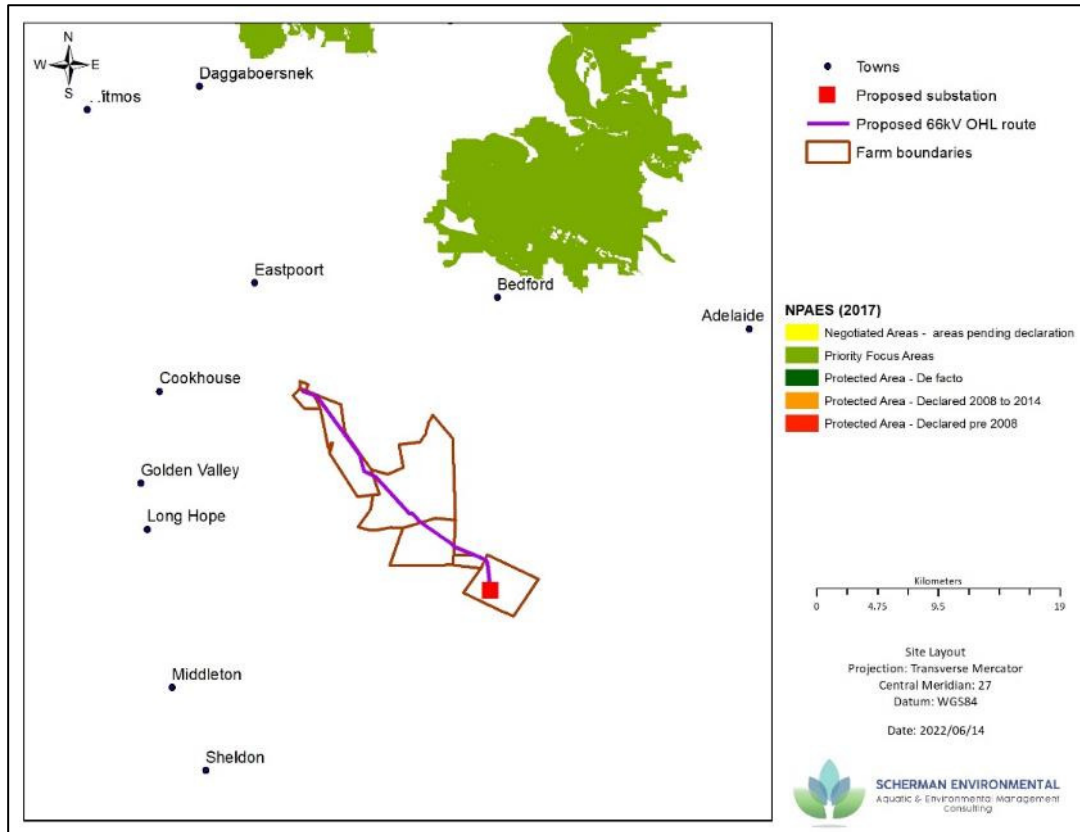 N
W E
S
Daggaboersnek
Eastpoort
Bedford
Adelaide
Cookhouse
Golden Valley
Long Hope
Middleton
Sheldon
Towns
Proposed substation
Proposed 66kV OHL route
Farm boundaries
NPAES (2017)
Negotiated Areas - areas pending declaration
Priority Focus Areas
Protected Area - De facto
Protected Area - Declared 2008 to 2014
Protected Area - Declared pre 2008
Kilometers
0 4.75 9.5 19
Site Layout
Projection: Transverse Mercator
Central Meridian: 27
Datum: WGS84
Date: 2022/06/14
SCHERMAN ENVIRONMENTAL
Aquatic & Environmental Management
Consulting